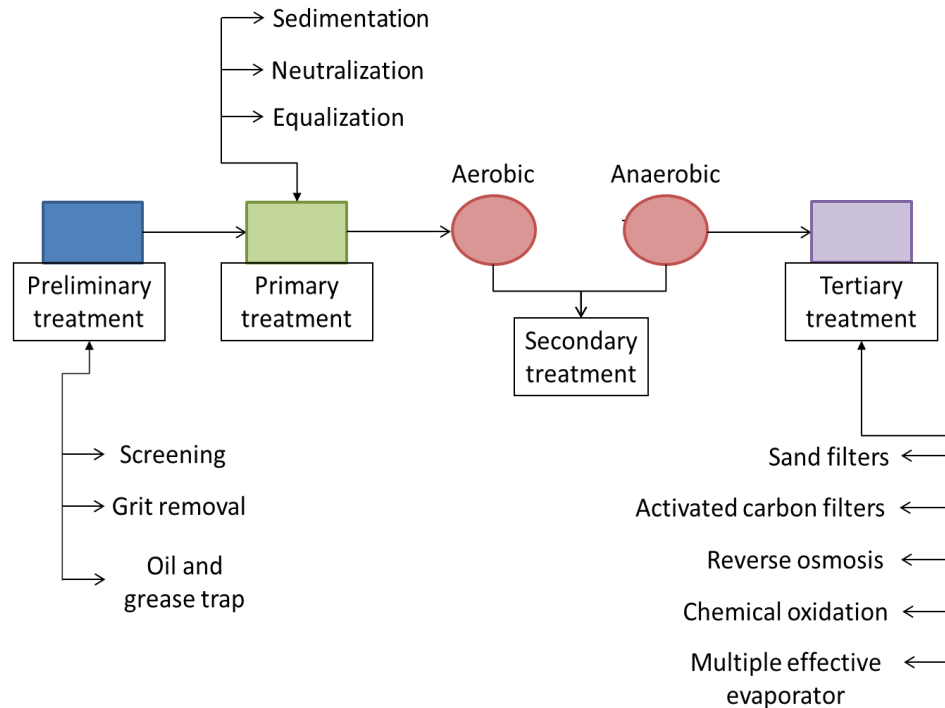 Sedimentation
Neutralization
Equalization
Aerobic
Anaerobic
Preliminary
treatment
Primary
treatment
Secondary
treatment
Tertiary
treatment
Screening
Grit removal
Oil and
grease trap
Sand filters
Activated carbon filters
Reverse osmosis
Chemical oxidation
Multiple effective
evaporator